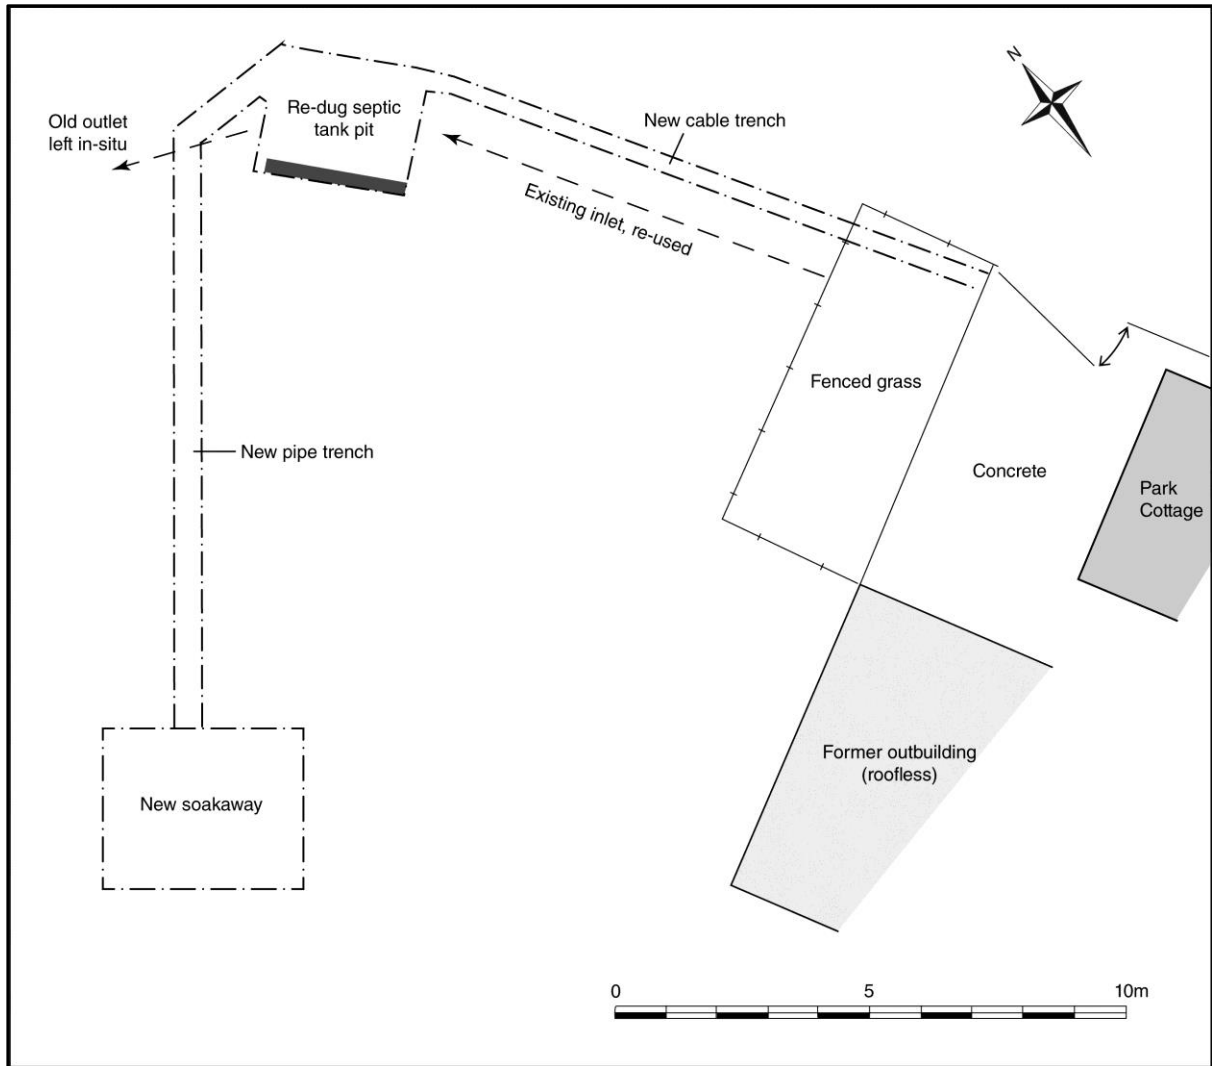 N
Re-dug septic
tank pit
Old outlet
left in-situ
New cable trench
Existing inlet, re-used
Fenced grass
New pipe trench
Concrete
Park
Cottage
Former outbuilding
(roofless)
New soakaway
0 5 10m